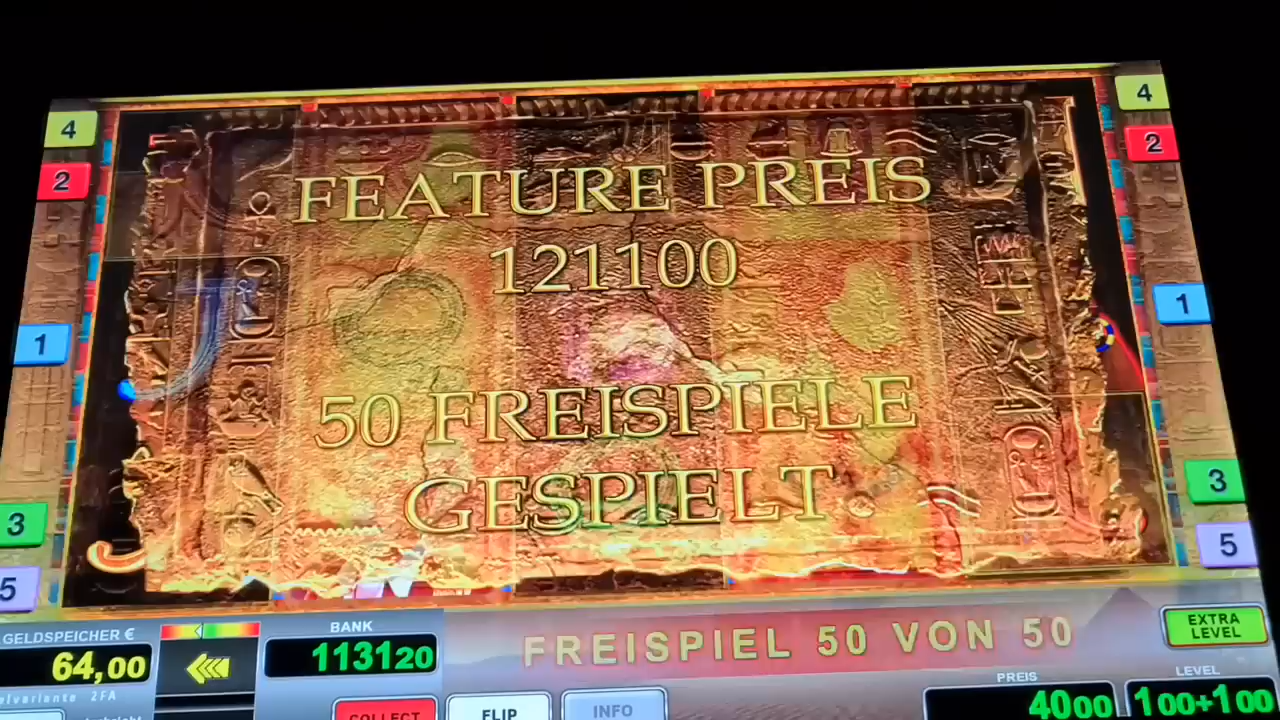 4
4
2
2
FEATURE PREIS
121100
1
1
50 FREISPIELE
GESPIELT.
3
3
5
5
GELDSPEICHER €
64,00
BANK
113120
FREISPIEL 50 VON 50
EXTRA
LEVEL
2FA
COLLECT
FLIP
INFO
PREIS
4000
LEVEL
100+100